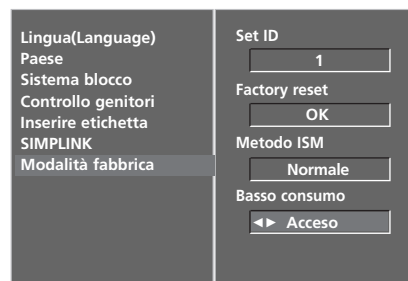 Lingua(Language)
Paese
Sistema blocco
Controllo genitori
Inserire etichetta
SIMPLINK
Modalità fabbrica
Set ID
1
Factory reset
OK
Metodo ISM
Normale
Basso consumo
◄► Acceso